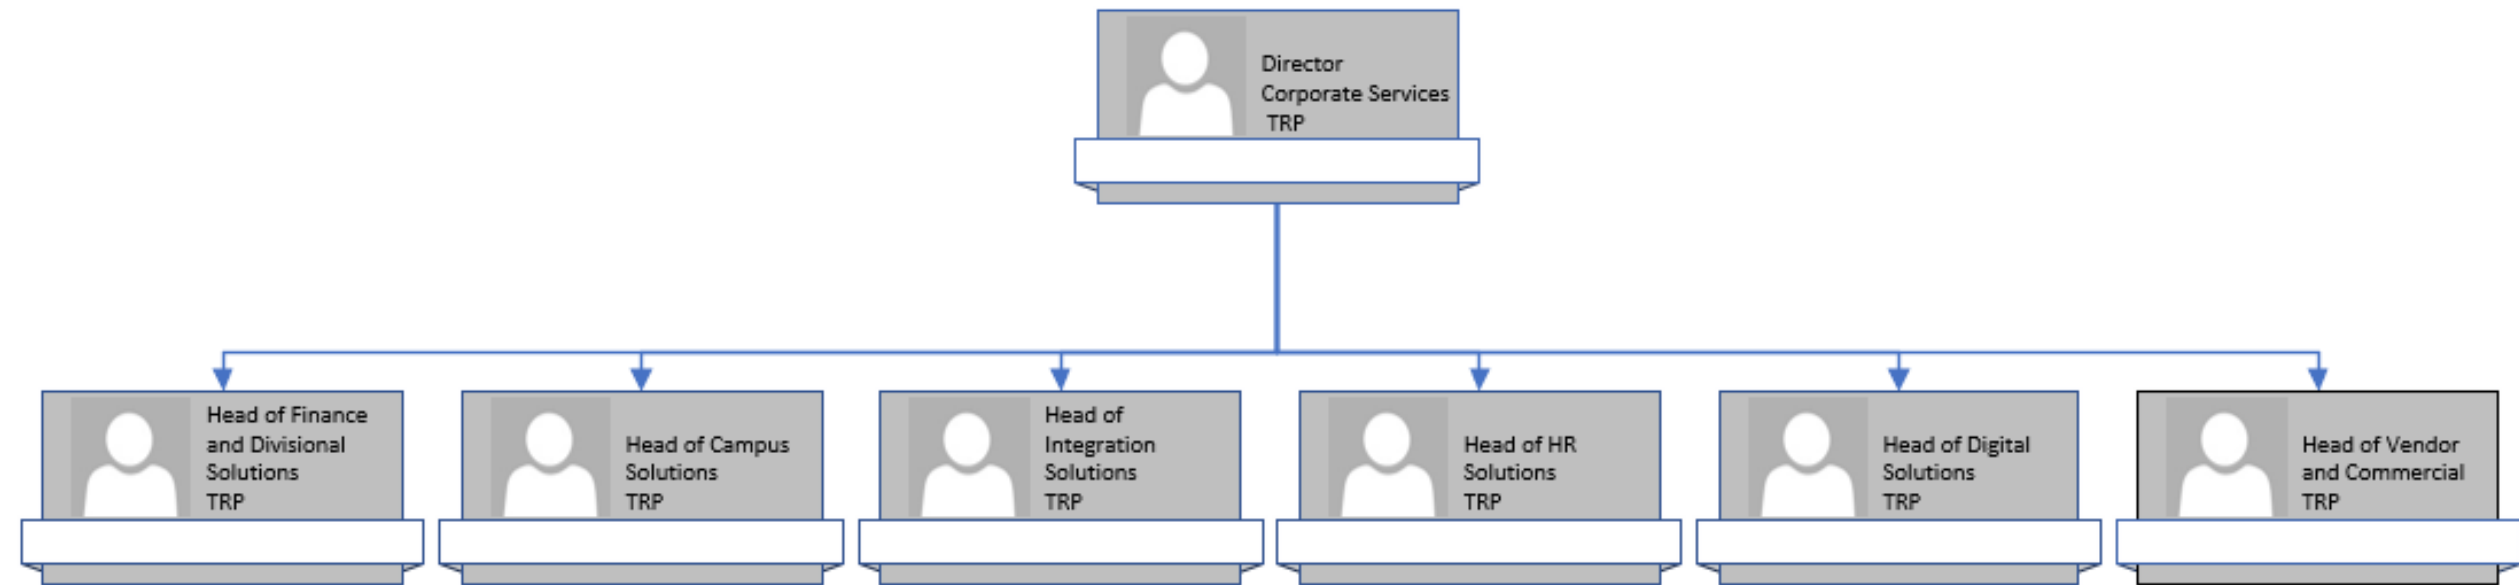 Director
Corporate Services
TRP
Head of Finance
and Divisional
Solutions
TRP
Head of Campus
Solutions
TRP
Head of
Integration
Solutions
TRP
Head of HR
Solutions
TRP
Head of Digital
Solutions
TRP
Head of Vendor
and Commercial
TRP